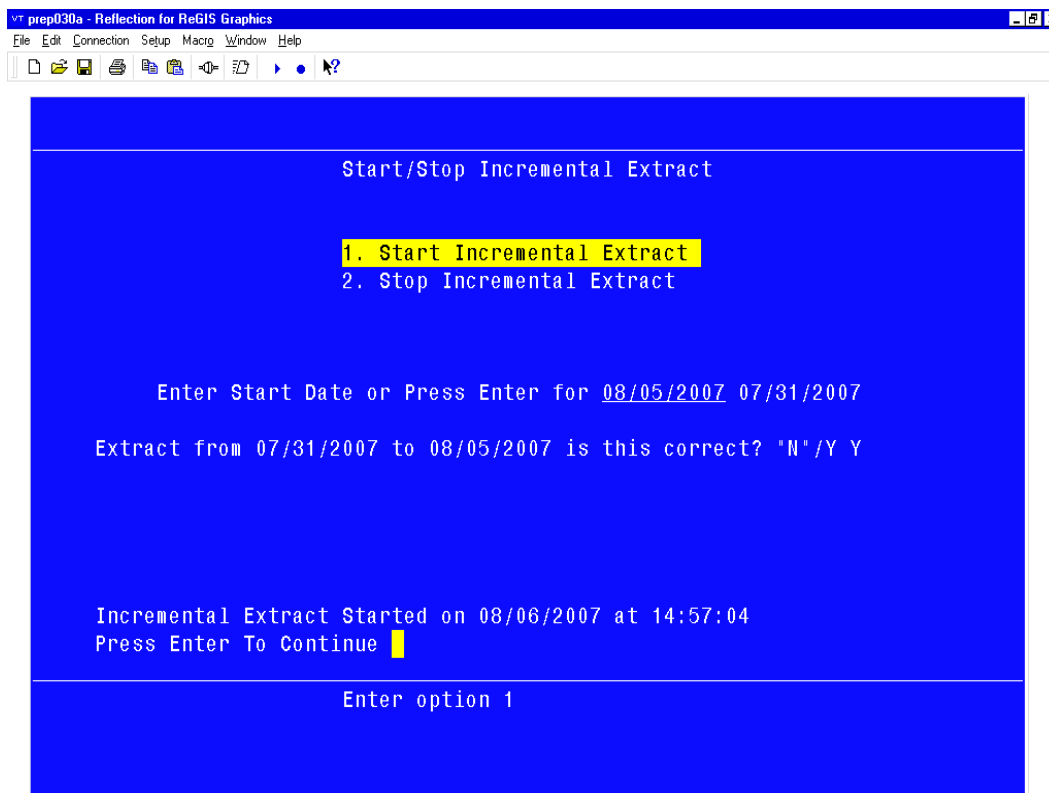 VT prep030a - Reflection for ReGIS Graphics
File Edit Connection Setup Macro Window Help
Start/Stop Incremental Extract
1. Start Incremental Extract
2. Stop Incremental Extract
Enter Start Date or Press Enter for 08/05/2007 07/31/2007
Extract from 07/31/2007 to 08/05/2007 is this correct? "N"/Y Y
Incremental Extract Started on 08/06/2007 at 14:57:04
Press Enter To Continue
Enter option 1